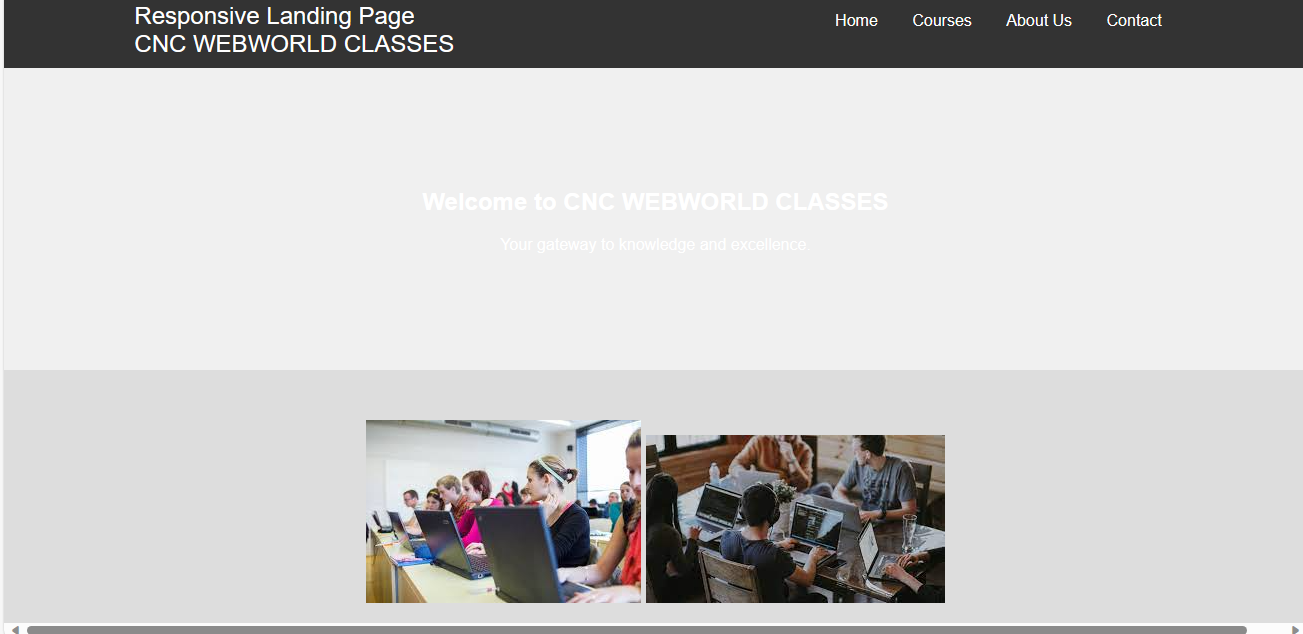 Responsive Landing Page
CNC WEBWORLD CLASSES
Home Courses About Us Contact
Welcome to CNC WEBWORLD CLASSES
Your gateway to knowledge and excellence.